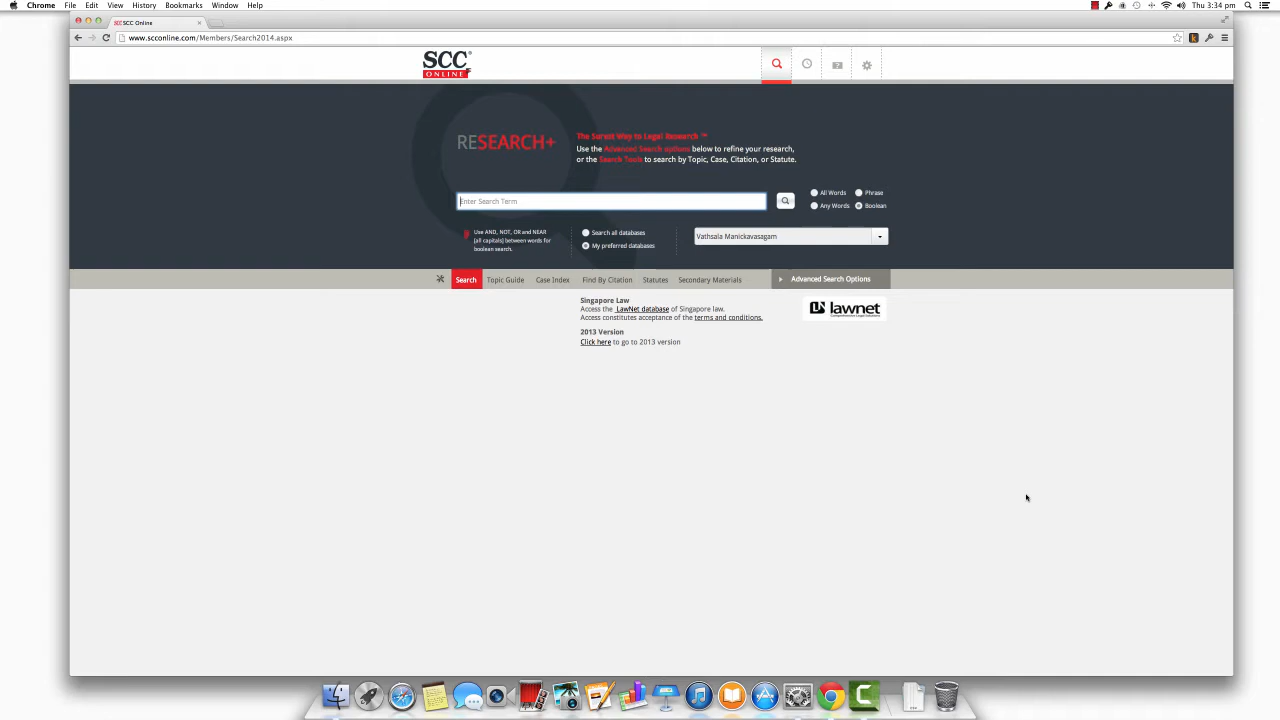 Chrome File Edit View History Bookmarks Window Help Thu 3:34 pm
SCC Online
www.scconline.com/Members/Search2014.aspx
SCC®
ONLINE
RESEARCH+
The Surest Way to Legal Research ™
Use the Advanced Search options below to refine your research,
or the Search Tools to search by Topic, Case, Citation, or Statute.
Enter Search Term
All Words Phrase
Any Words Boolean
Use AND, NOT, OR and NEAR
[all capitals] between words for
boolean search.
Search all databases
My preferred databases
Vathsala Manickavasagam
Search Topic Guide Case Index Find By Citation Statutes Secondary Materials Advanced Search Options
Singapore Law
Access the LawNet database of Singapore law.
Access constitutes acceptance of the terms and conditions.
LN lawnet
2013 Version
Click here to go to 2013 version